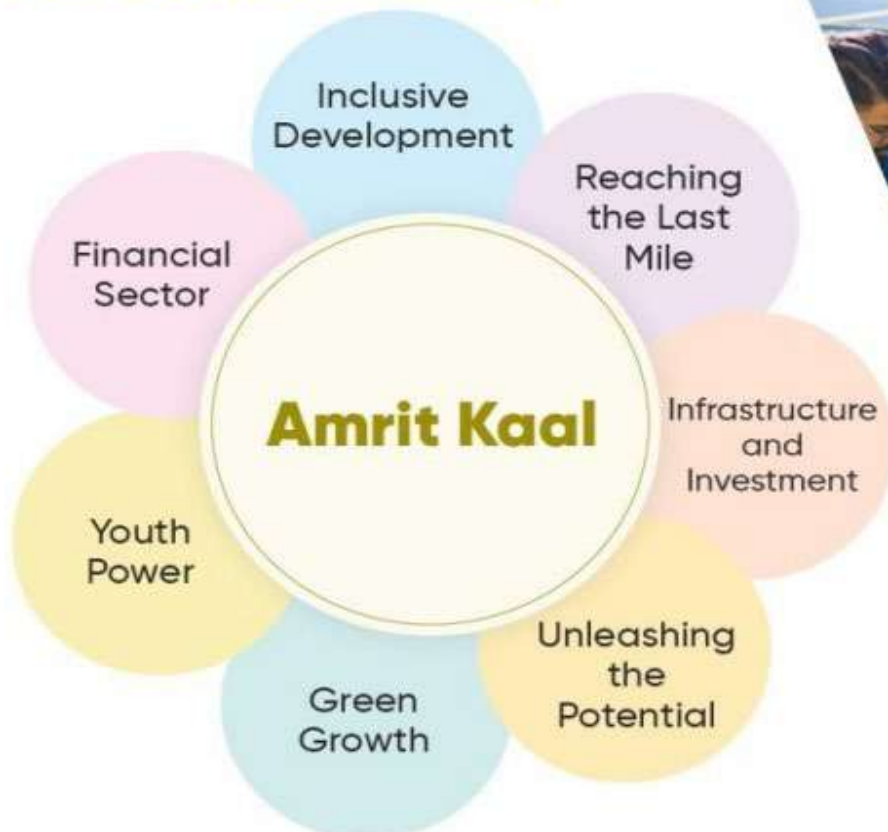 Inclusive
Development
Reaching
the Last
Mile
Infrastructure
and
Investment
Unleashing
the
Potential
Green
Growth
Youth
Power
Financial
Sector
Amrit Kaal